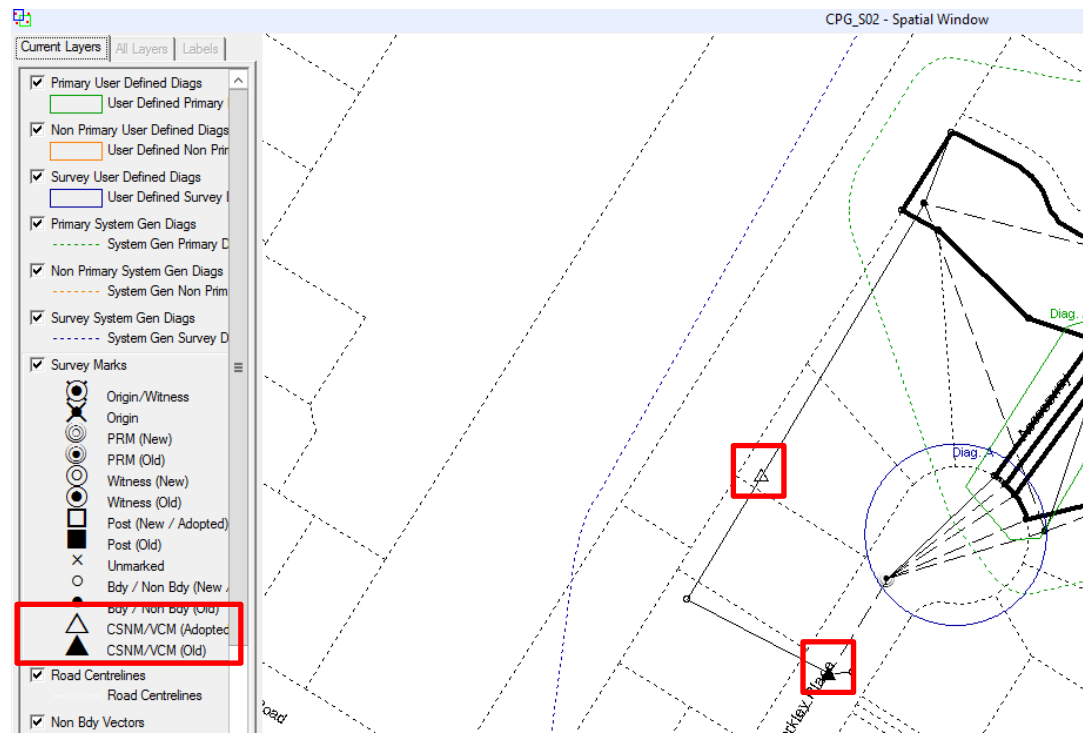 CPG_S02 - Spatial Window
Current Layers
All Layers
Labels
Primary User Defined Diags
User Defined Primary
Non Primary User Defined Diags
User Defined Non Prin
Survey User Defined Diags
User Defined Survey
Primary System Gen Diags
System Gen Primary D
Non Primary System Gen Diags
System Gen Non Prim
Survey System Gen Diags
System Gen Survey D
Survey Marks
Origin/Witness
Origin
PRM (New)
PRM (Old)
Witness (New)
Witness (Old)
Post (New / Adopted)
Post (Old)
Unmarked
Bdy / Non Bdy (New /
Bdy / Non Bdy (Old)
CSNM/VCM (Adopted
CSNM/VCM (Old)
Road Centrelines
Road Centrelines
Non Bdy Vectors
Diag.
Accessway
Diag. A
rkley Place
Road